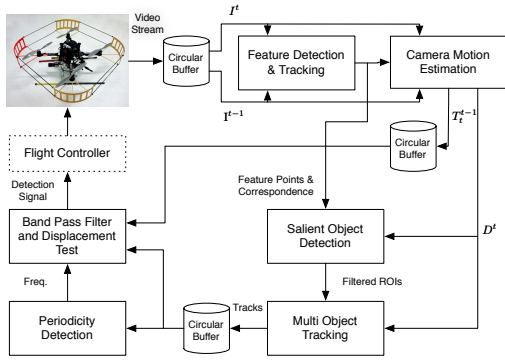 Video
Stream
Circular
Buffer
I^t
I^{t-1}
Feature Detection
& Tracking
Camera Motion
Estimation
T_t^{t-1}
Circular
Buffer
Flight Controller
Detection
Signal
Feature Points &
Correspondence
Band Pass Filter
and Displacement
Test
Salient Object
Detection
D^t
Freq.
Filtered ROIs
Periodicity
Detection
Circular
Buffer
Tracks
Multi Object
Tracking